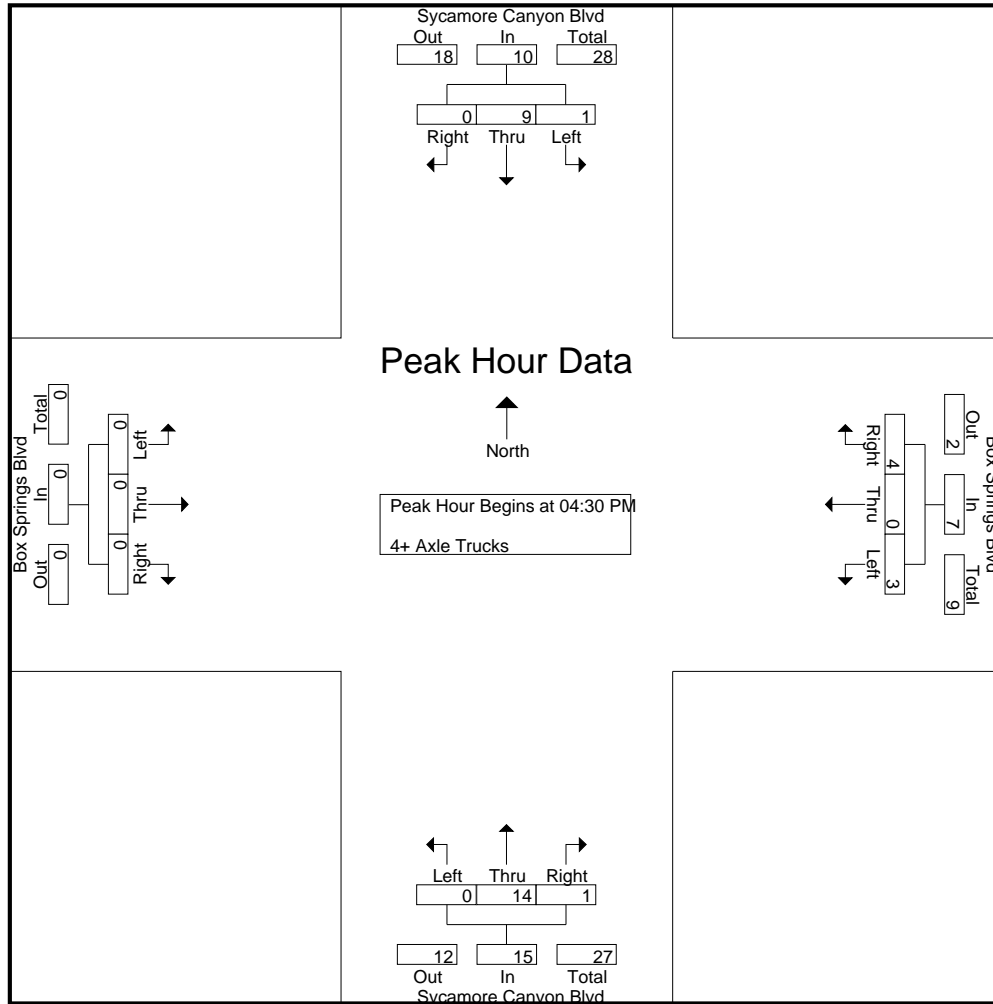 Sycamore Canyon Blvd
Out In Total
18 10 28
0 9 1
Right Thru Left
Peak Hour Data
North
Peak Hour Begins at 04:30 PM
4+ Axle Trucks
Box Springs Blvd
Total In Out
0 0 0
0 0 0
Left Thru Right
Box Springs Blvd
Out In Total
2 7 9
4 0 3
Right Thru Left
Left Thru Right
0 14 1
12 15 27
Out In Total
Sycamore Canyon Blvd